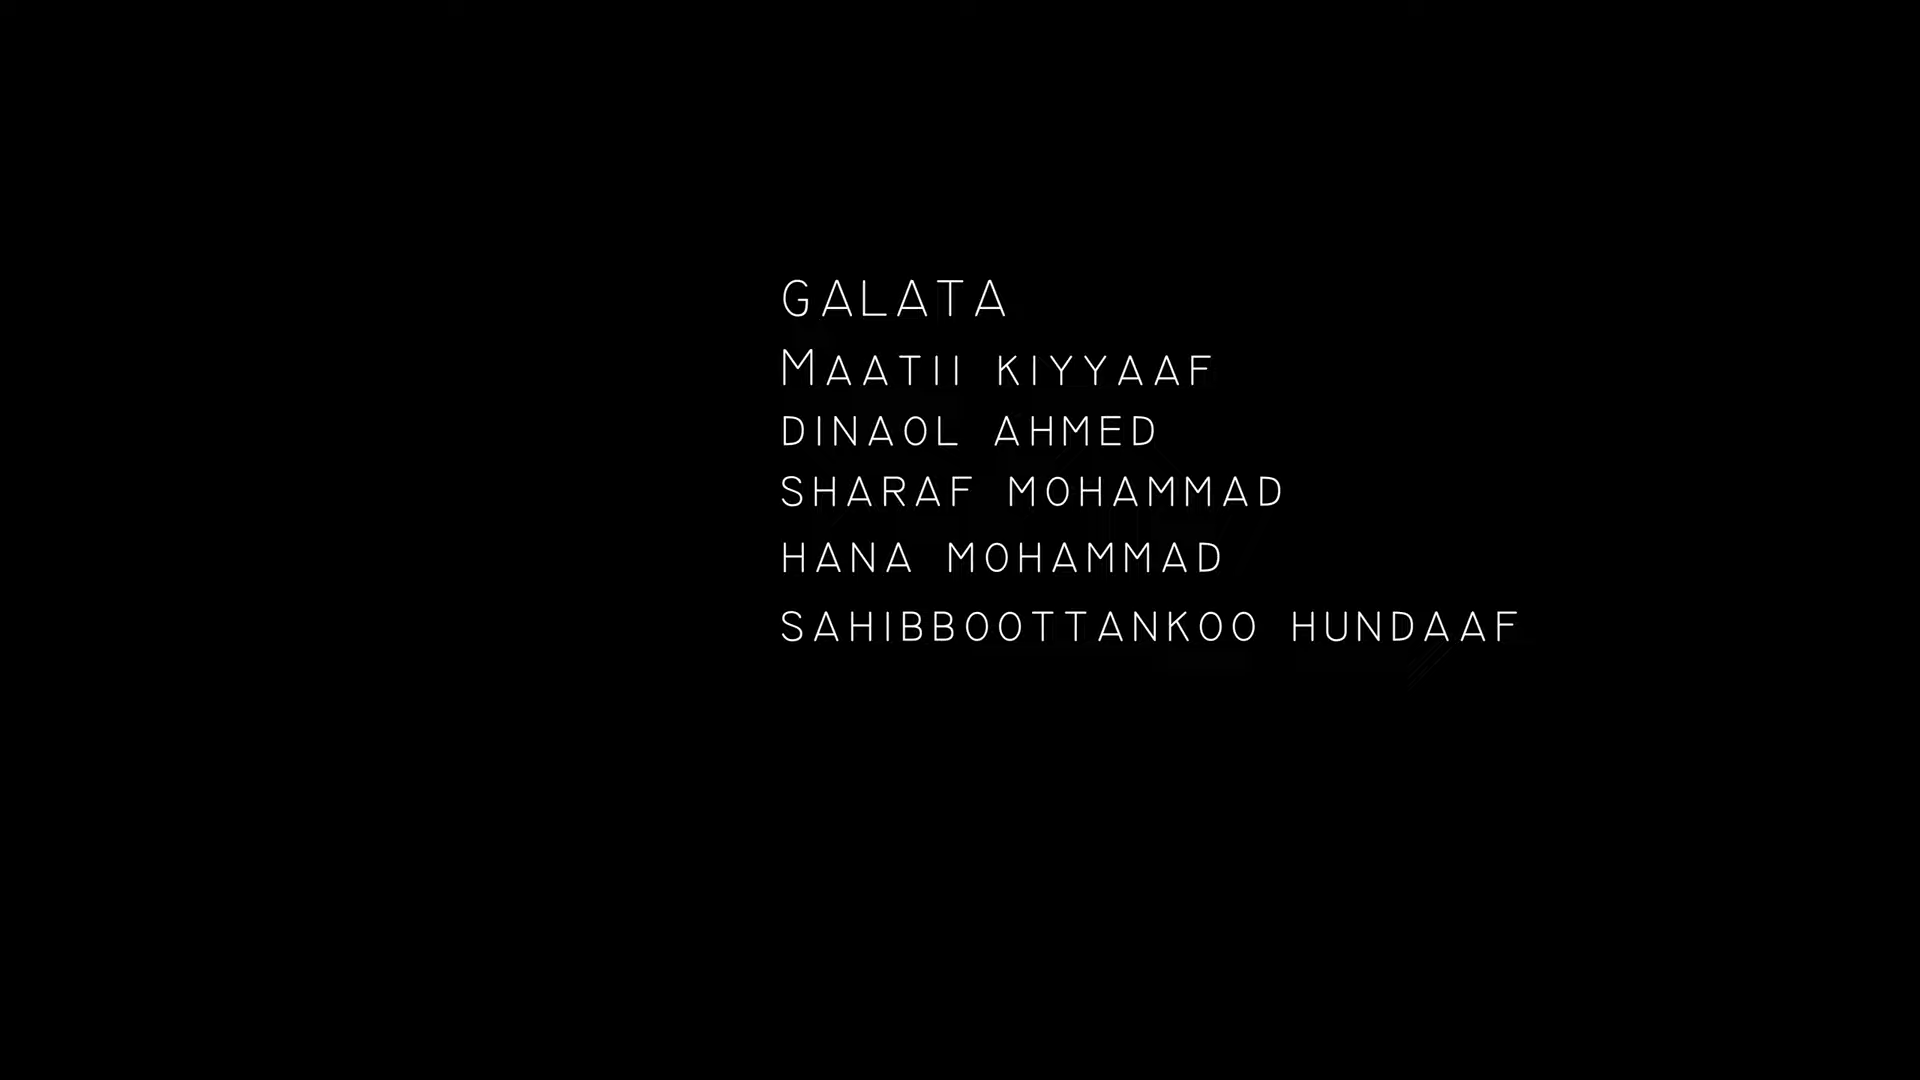 GALATA
MAATII KIYYAAF
DINAOL AHMED
SHARAF MOHAMMAD
HANA MOHAMMAD
SAHIBBOOTTANKOO HUNDAAF